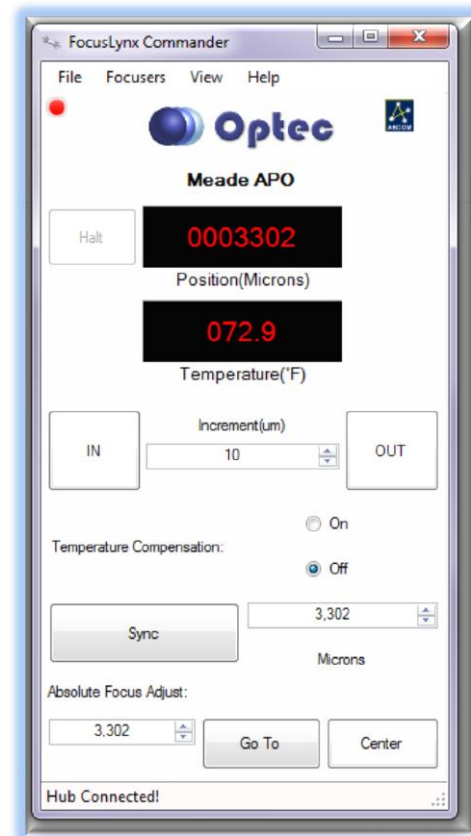 FocusLynx Commander
File Focusers View Help
Optec
ASCOM
Meade APO
Halt
0003302
Position(Microns)
072.9
Temperature(°F)
Increment(um)
IN
10
OUT
On
Temperature Compensation:
Off
3,302
Sync
Microns
Absolute Focus Adjust:
3,302
Go To
Center
Hub Connected!